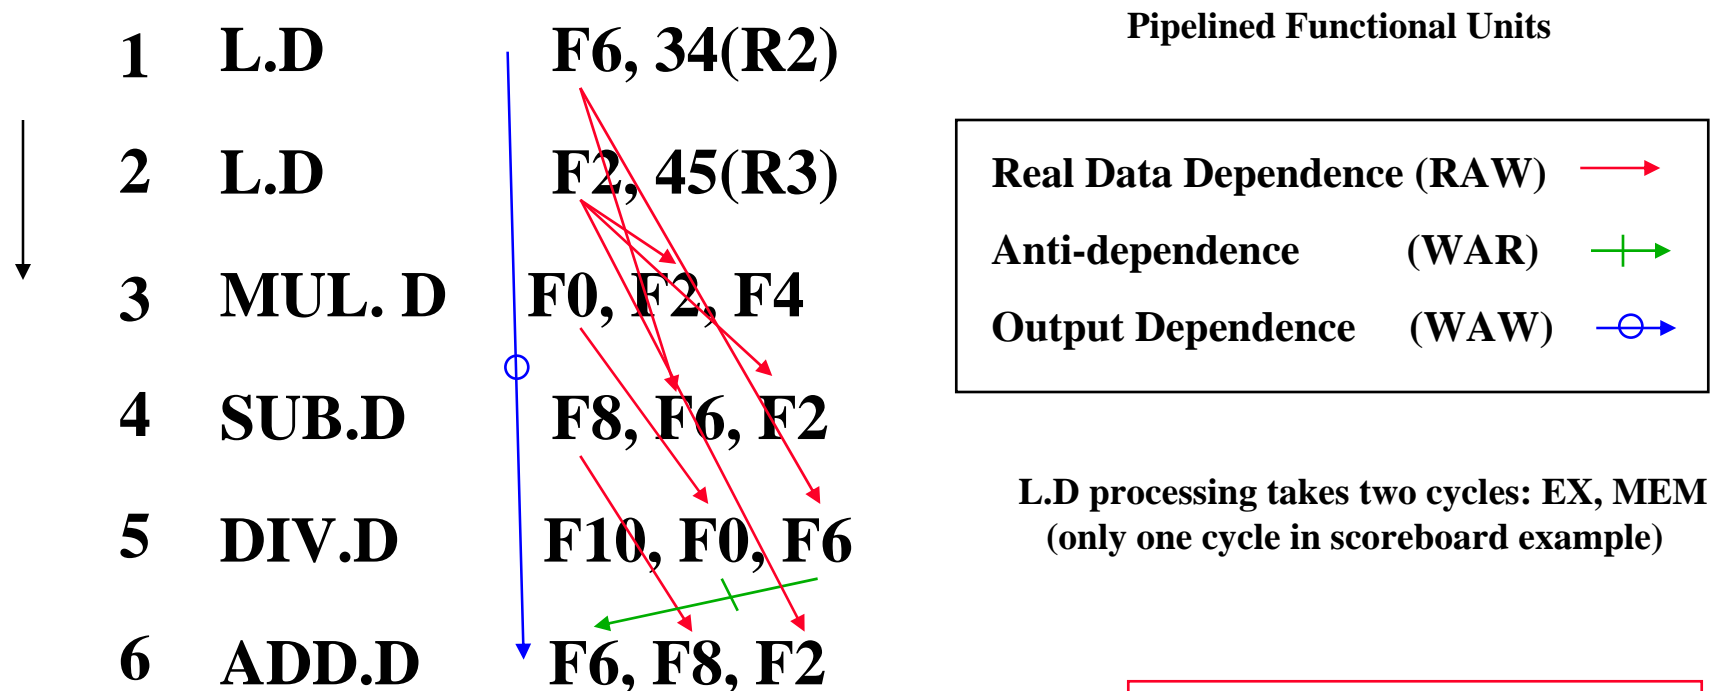 1 L.D F6, 34(R2)
2 L.D F2, 45(R3)
3 MUL. D F0, F2, F4
4 SUB.D F8, F6, F2
5 DIV.D F10, F0, F6
6 ADD.D F6, F8, F2
Pipelined Functional Units
Real Data Dependence (RAW)
Anti-dependence (WAR)
Output Dependence (WAW)
L.D processing takes two cycles: EX, MEM
(only one cycle in scoreboard example)